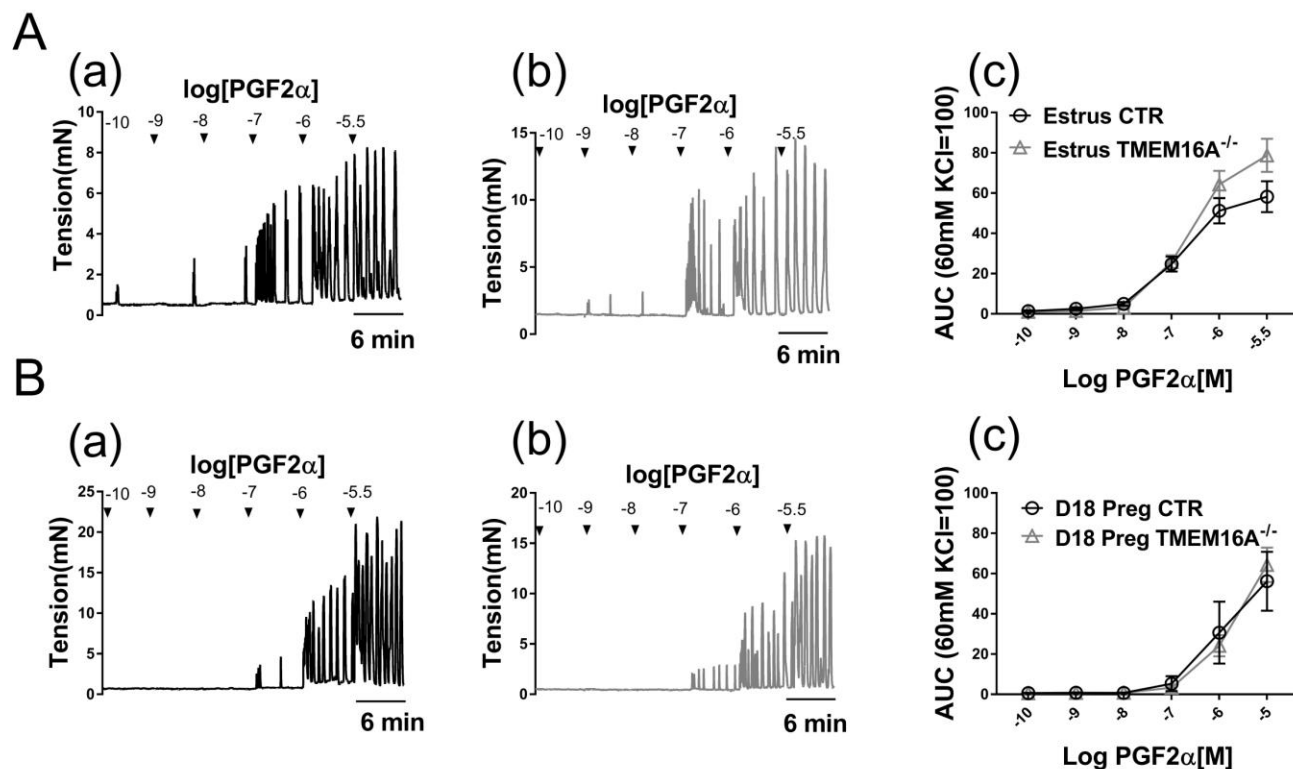 A
(a)
log[PGF2α]
-10 -9 -8 -7 -6 -5.5
Tension(mN)
10
8
6
4
2
0
6 min
(b)
log[PGF2α]
-10 -9 -8 -7 -6 -5.5
Tension(mN)
15
10
5
0
6 min
(c)
AUC (60mM KCl=100)
100
80
60
40
20
0
Estrus CTR
Estrus TMEM16A-/-
-10 -9 -8 -7 -6 -5.5
Log PGF2α[M]
B
(a)
log[PGF2α]
-10 -9 -8 -7 -6 -5.5
Tension(mN)
25
20
15
10
5
0
6 min
(b)
log[PGF2α]
-10 -9 -8 -7 -6 -5.5
Tension(mN)
20
15
10
5
0
6 min
(c)
AUC (60mM KCl=100)
100
80
60
40
20
0
D18 Preg CTR
D18 Preg TMEM16A-/-
-10 -9 -8 -7 -6 -5
Log PGF2α[M]